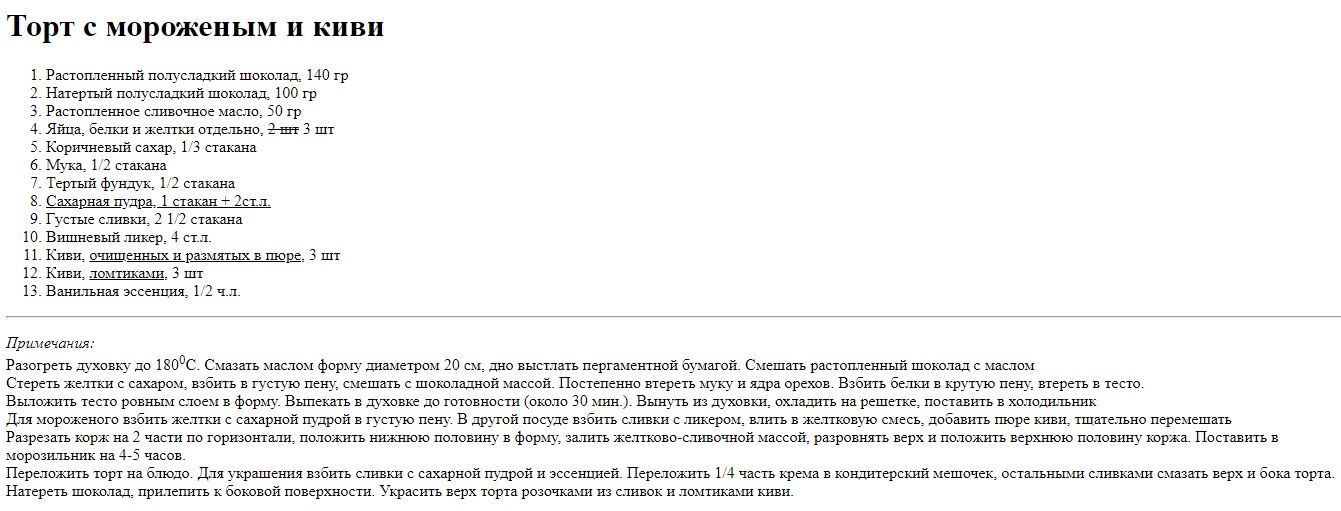 Торт с мороженым и киви
1. Растопленный полусладкий шоколад, 140 гр
2. Натертый полусладкий шоколад, 100 гр
3. Растопленное сливочное масло, 50 гр
4. Яйца, белки и желтки отдельно, 2 шт 3 шт
5. Коричневый сахар, 1/3 стакана
6. Мука, 1/2 стакана
7. Тертый фундук, 1/2 стакана
8. Сахарная пудра, 1 стакан + 2ст.л.
9. Густые сливки, 2 1/2 стакана
10. Вишневый ликер, 4 ст.л.
11. Киви, очищенных и размятых в пюре, 3 шт
12. Киви, ломтиками, 3 шт
13. Ванильная эссенция, 1/2 ч.л.
Примечания:
Разогреть духовку до 180⁰С. Смазать маслом форму диаметром 20 см, дно выстлать пергаментной бумагой. Смешать растопленный шоколад с маслом
Стереть желтки с сахаром, взбить в густую пену, смешать с шоколадной массой. Постепенно втереть муку и ядра орехов. Взбить белки в крутую пену, втереть в тесто.
Выложить тесто ровным слоем в форму. Выпекать в духовке до готовности (около 30 мин.). Вынуть из духовки, охладить на решетке, поставить в холодильник
Для мороженого взбить желтки с сахарной пудрой в густую пену. В другой посуде взбить сливки с ликером, влить в желтковую смесь, добавить пюре киви, тщательно перемешать
Разрезать корж на 2 части по горизонтали, положить нижнюю половину в форму, залить желтково-сливочной массой, разровнять верх и положить верхнюю половину коржа. Поставить в
морозильник на 4-5 часов.
Переложить торт на блюдо. Для украшения взбить сливки с сахарной пудрой и эссенцией. Переложить 1/4 часть крема в кондитерский мешочек, остальными сливками смазать верх и бока торта.
Натереть шоколад, прилепить к боковой поверхности. Украсить верх торта розочками из сливок и ломтиками киви.